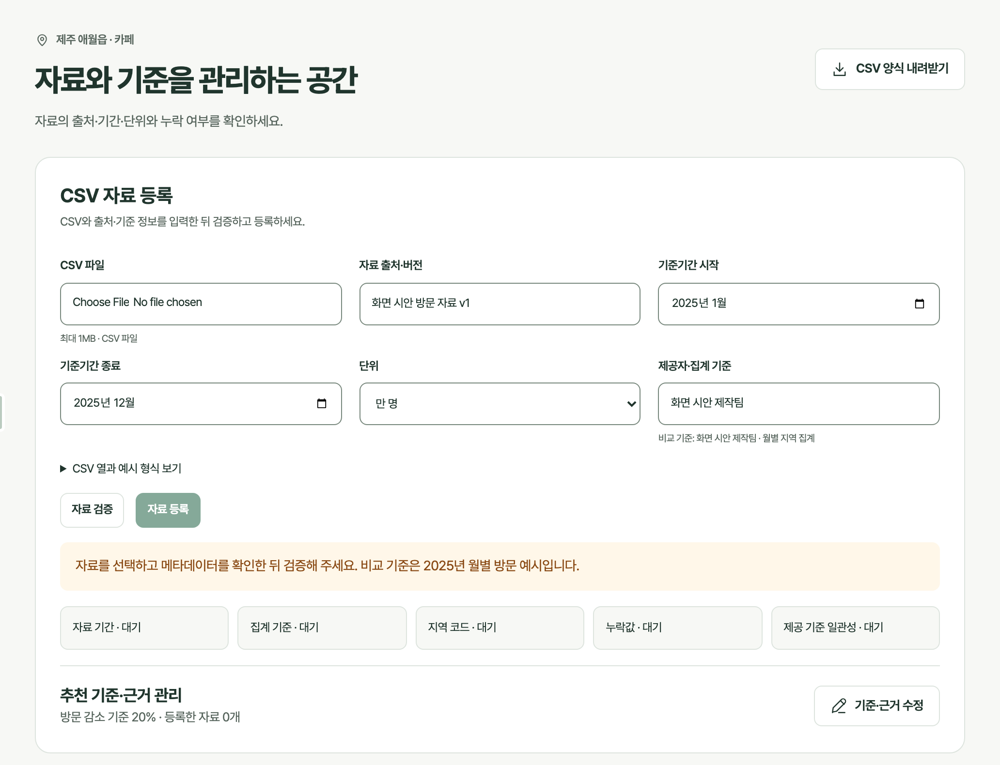 제주 애월읍 · 카페
자료와 기준을 관리하는 공간
CSV 양식 내려받기
자료의 출처·기간·단위와 누락 여부를 확인하세요.
CSV 자료 등록
CSV와 출처·기준 정보를 입력한 뒤 검증하고 등록하세요.
CSV 파일
자료 출처·버전
기준기간 시작
Choose File No file chosen
화면 시안 방문 자료 v1
2025년 1월
최대 1MB · CSV 파일
기준기간 종료
단위
제공자·집계 기준
2025년 12월
만 명
화면 시안 제작팀
비교 기준: 화면 시안 제작팀 · 월별 지역 집계
CSV 열과 예시 형식 보기
자료 검증
자료 등록
자료를 선택하고 메타데이터를 확인한 뒤 검증해 주세요. 비교 기준은 2025년 월별 방문 예시입니다.
자료 기간 · 대기
집계 기준 · 대기
지역 코드 · 대기
누락값 · 대기
제공 기준 일관성 · 대기
추천 기준·근거 관리
방문 감소 기준 20% · 등록한 자료 0개
기준·근거 수정